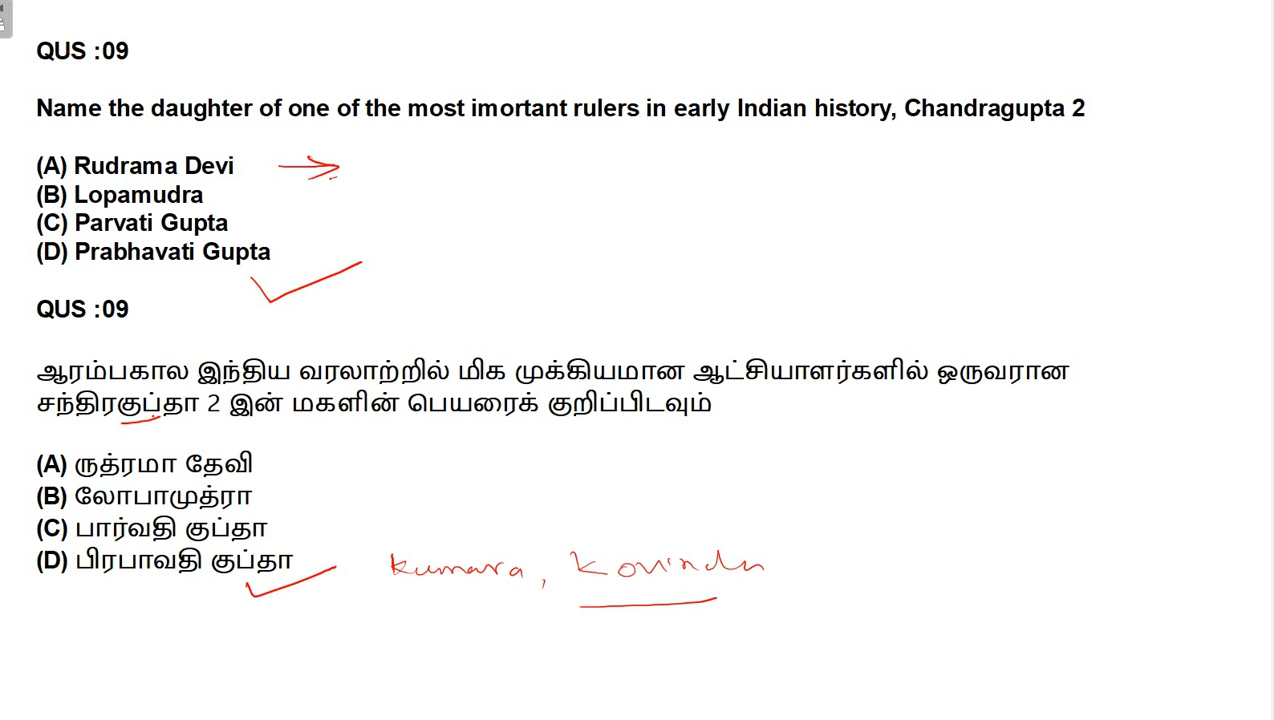 QUS :09
Name the daughter of one of the most imortant rulers in early Indian history, Chandragupta 2
(A) Rudrama Devi
(B) Lopamudra
(C) Parvati Gupta
(D) Prabhavati Gupta
QUS :09
ஆரம்பகால இந்திய வரலாற்றில் மிக முக்கியமான ஆட்சியாளர்களில் ஒருவரான
சந்திரகுப்தா 2 இன் மகளின் பெயரைக் குறிப்பிடவும்
(A) ருத்ரமா தேவி
(B) லோபாமுத்ரா
(C) பார்வதி குப்தா
(D) பிரபாவதி குப்தா
Kumara, Kovindu